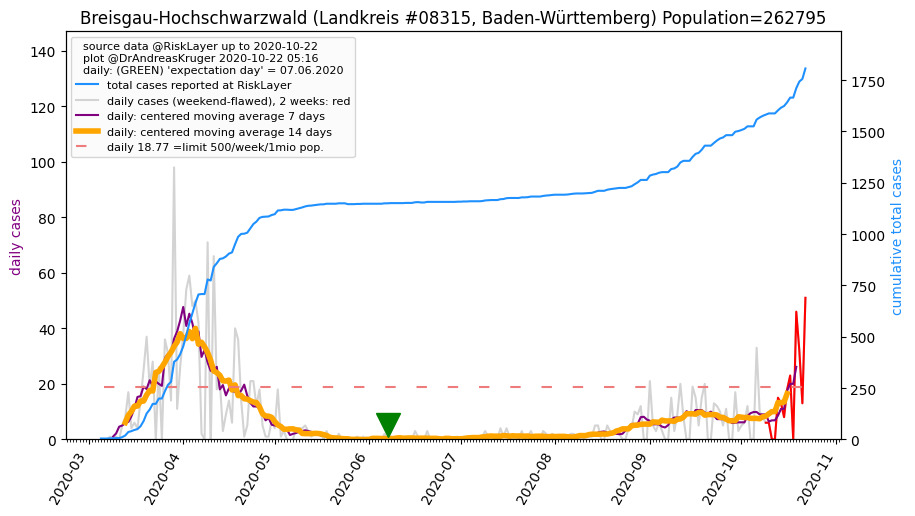 Breisgau-Hochschwarzwald (Landkreis #08315, Baden-Württemberg) Population=262795
source data @RiskLayer up to 2020-10-22
plot @DrAndreasKruger 2020-10-22 05:16
daily: (GREEN) 'expectation day' = 07.06.2020
total cases reported at RiskLayer
daily cases (weekend-flawed), 2 weeks: red
daily: centered moving average 7 days
daily: centered moving average 14 days
daily 18.77 =limit 500/week/1mio pop.
daily cases
140
120
100
80
60
40
20
0
cumulative total cases
1750
1500
1250
1000
750
500
250
0
2020-03
2020-04
2020-05
2020-06
2020-07
2020-08
2020-09
2020-10
2020-11